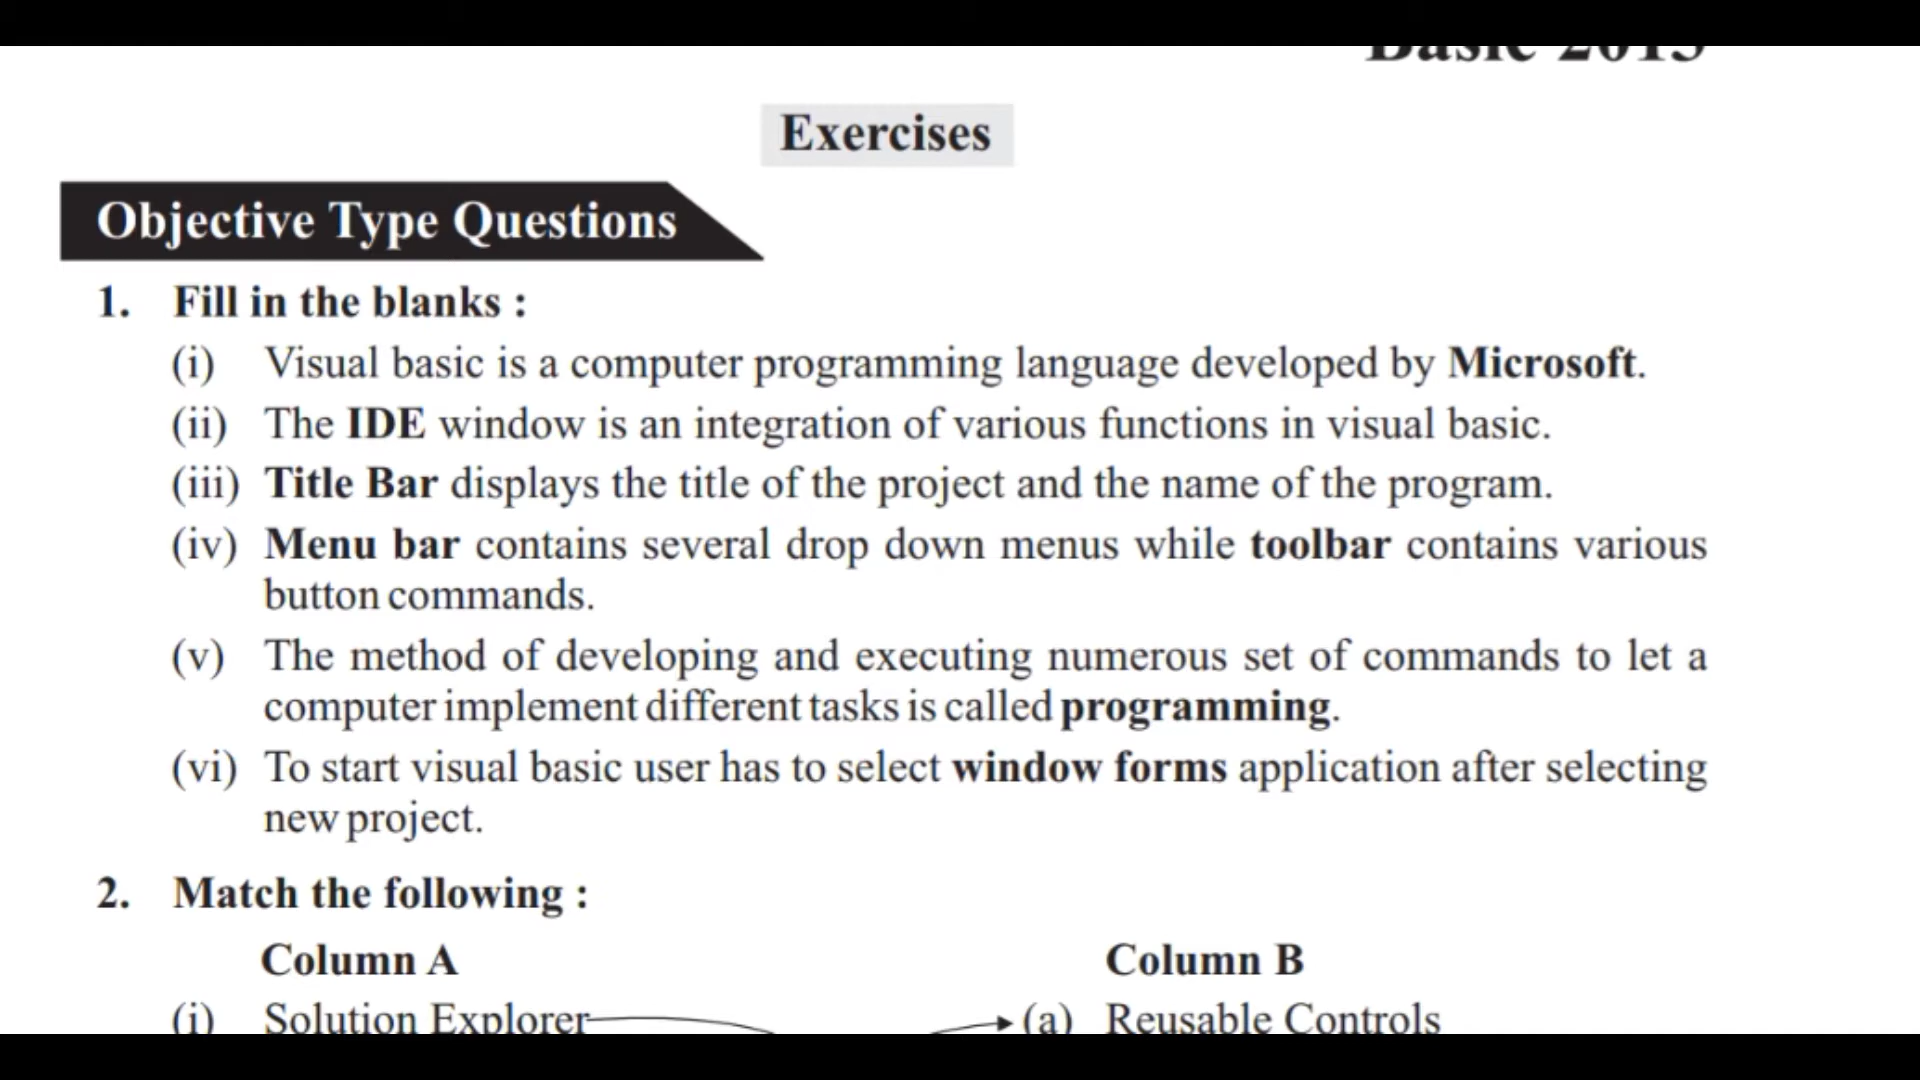 Basic 2013
Exercises
Objective Type Questions
1. Fill in the blanks :
(i) Visual basic is a computer programming language developed by Microsoft.
(ii) The IDE window is an integration of various functions in visual basic.
(iii) Title Bar displays the title of the project and the name of the program.
(iv) Menu bar contains several drop down menus while toolbar contains various
button commands.
(v) The method of developing and executing numerous set of commands to let a
computer implement different tasks is called programming.
(vi) To start visual basic user has to select window forms application after selecting
new project.
2. Match the following :
Column A Column B
(i) Solution Explorer (a) Reusable Controls